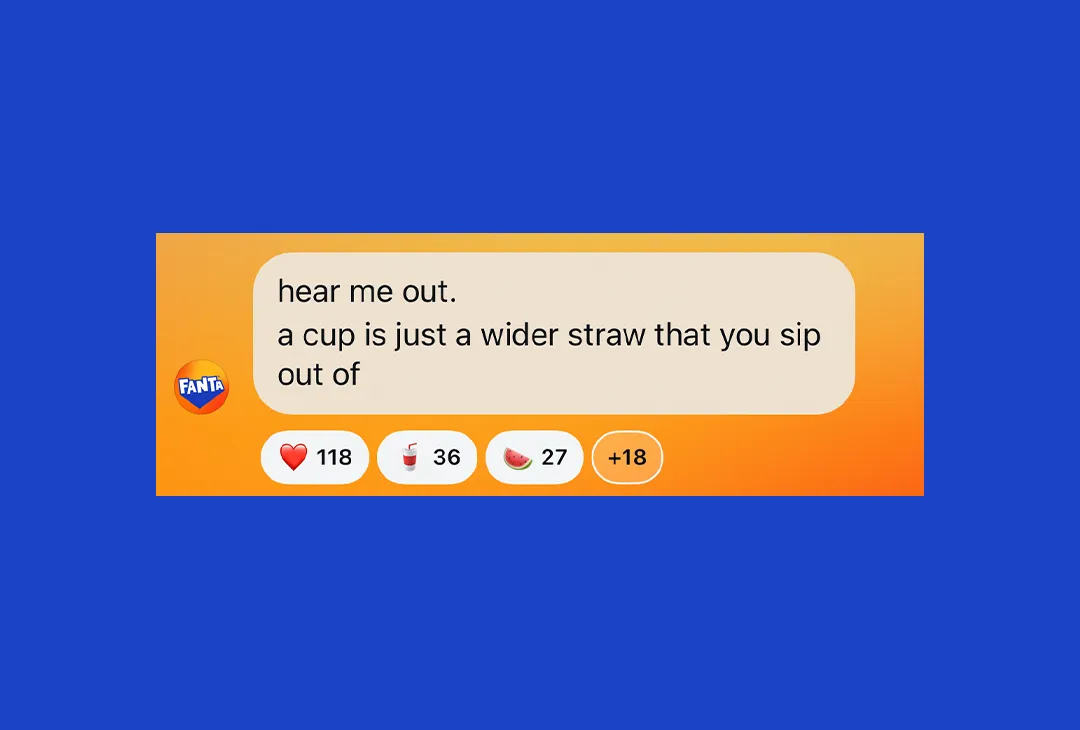 hear me out.
a cup is just a wider straw that you sip
out of
FANTA
❤️ 118 🥤 36 🍉 27 +18